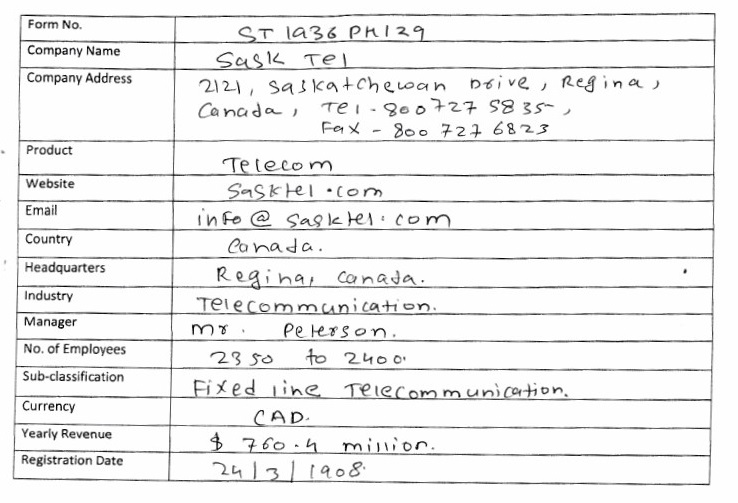 Form No. ST 1936 PH129
Company Name Sask Tel
Company Address 2121, Saskatchewan Drive, Regina,
Canada, Tel - 800 727 5835,
Fax - 800 727 6823
Product Telecom
Website Sasktel.com
Email info@sasktel.com
Country Canada.
Headquarters Regina, Canada.
Industry Telecommunication.
Manager Mr. Peterson.
No. of Employees 2350 to 2400.
Sub-classification Fixed line Telecommunication.
Currency CAD.
Yearly Revenue $ 760.4 million.
Registration Date 24/3/1908.